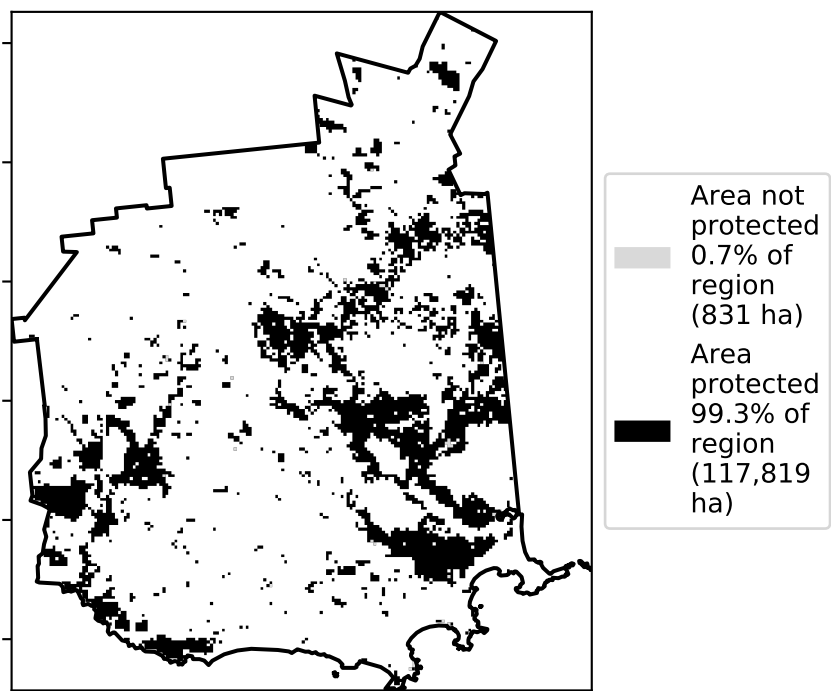 Area not
protected
0.7% of
region
(831 ha)
Area
protected
99.3% of
region
(117,819
ha)